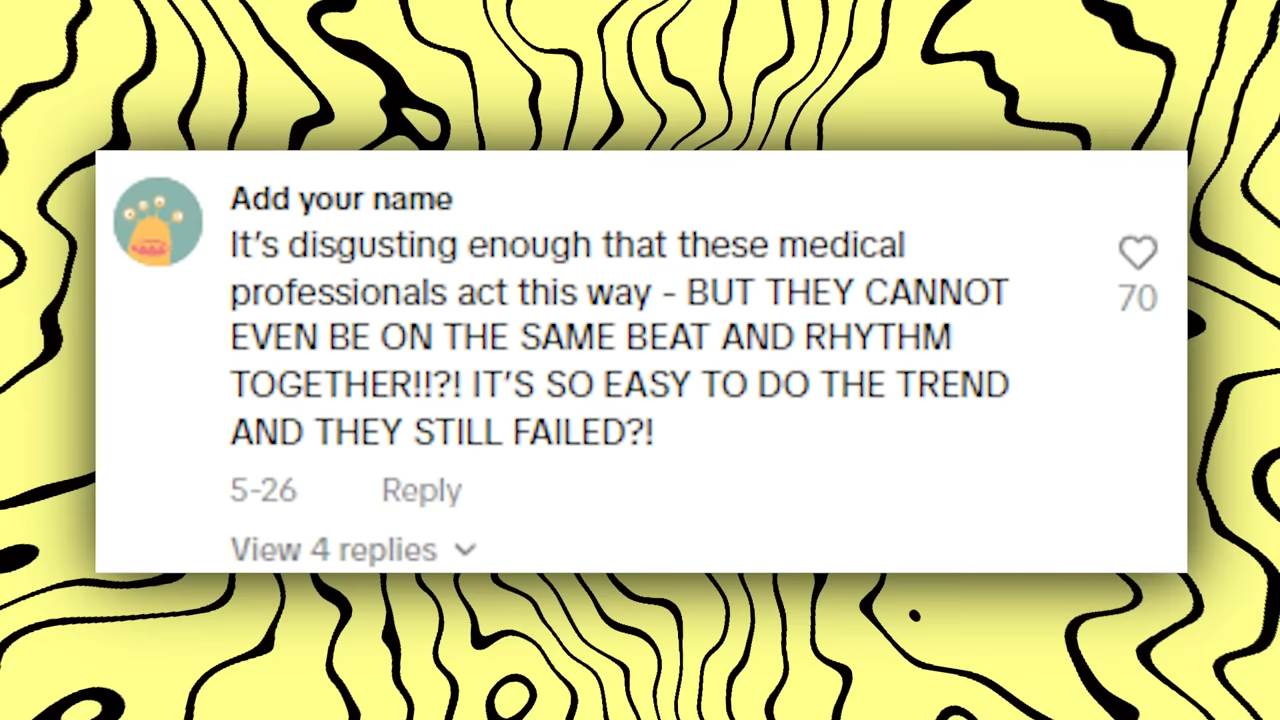 Add your name
It’s disgusting enough that these medical
professionals act this way - BUT THEY CANNOT
EVEN BE ON THE SAME BEAT AND RHYTHM
TOGETHER!!?! IT’S SO EASY TO DO THE TREND
AND THEY STILL FAILED?!
70
5-26 Reply
View 4 replies